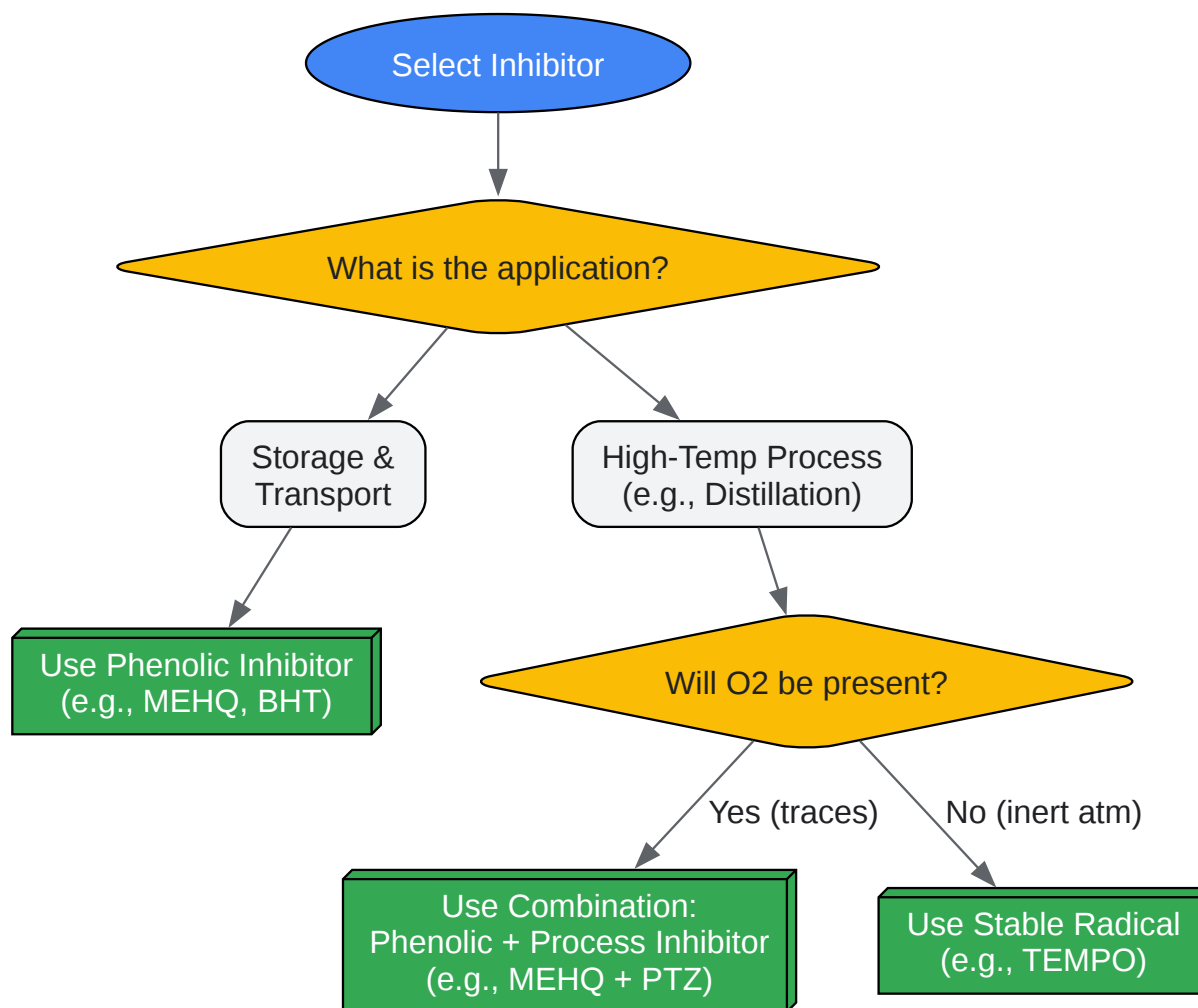 Select Inhibitor
What is the application?
Storage &
Transport
High-Temp Process
(e.g., Distillation)
Use Phenolic Inhibitor
(e.g., MEHQ, BHT)
Will O2 be present?
Yes (traces)
No (inert atm)
Use Combination:
Phenolic + Process Inhibitor
(e.g., MEHQ + PTZ)
Use Stable Radical
(e.g., TEMPO)